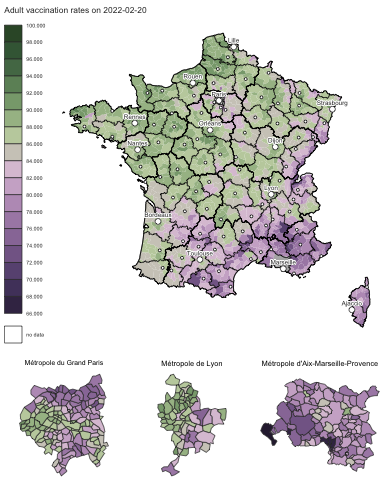 Adult vaccination rates on 2022-02-20
100.000
98.000
96.000
94.000
92.000
90.000
88.000
86.000
84.000
82.000
80.000
78.000
76.000
74.000
72.000
70.000
68.000
66.000
no data
Lille
Rouen
Paris
Strasbourg
Rennes
Orléans
Nantes
Dijon
Lyon
Bordeaux
Toulouse
Marseille
Ajaccio
Métropole du Grand Paris
Métropole de Lyon
Métropole d'Aix-Marseille-Provence